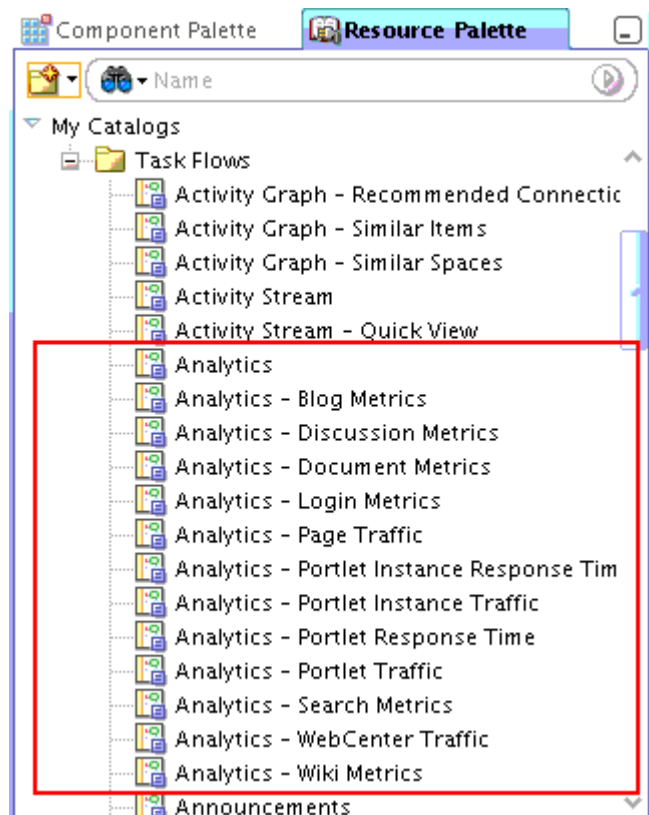 Component Palette Resource Palette
Name
My Catalogs
Task Flows
Activity Graph - Recommended Connectic
Activity Graph - Similar Items
Activity Graph - Similar Spaces
Activity Stream
Activity Stream - Quick View
Analytics
Analytics - Blog Metrics
Analytics - Discussion Metrics
Analytics - Document Metrics
Analytics - Login Metrics
Analytics - Page Traffic
Analytics - Portlet Instance Response Tim
Analytics - Portlet Instance Traffic
Analytics - Portlet Response Time
Analytics - Portlet Traffic
Analytics - Search Metrics
Analytics - WebCenter Traffic
Analytics - Wiki Metrics
Announcements